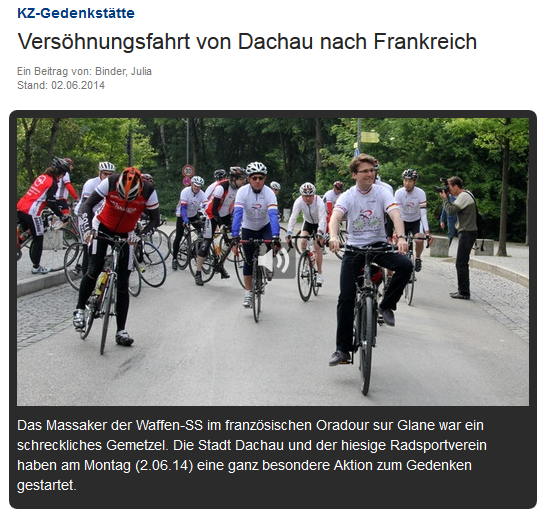 KZ-Gedenkstätte
Versöhnungsfahrt von Dachau nach Frankreich
Ein Beitrag von: Binder, Julia
Stand: 02.06.2014
Das Massaker der Waffen-SS im französischen Oradour sur Glane war ein
schreckliches Gemetzel. Die Stadt Dachau und der hiesige Radsportverein
haben am Montag (2.06.14) eine ganz besondere Aktion zum Gedenken
gestartet.